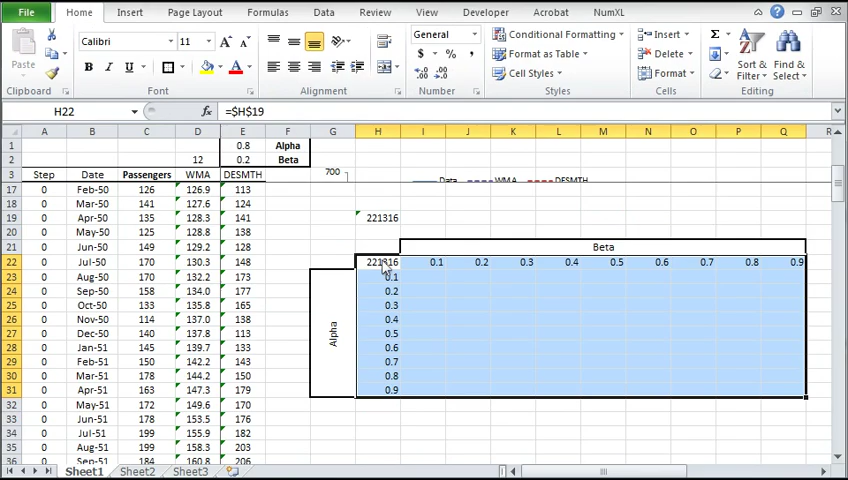 File Home Insert Page Layout Formulas Data Review View Developer Acrobat NumXL
Calibri 11 General Conditional Formatting Insert Σ
Paste $ % , Format as Table Delete Sort & Find &
B I U A Cell Styles Format Filter Select
Clipboard Font Alignment Number Styles Cells Editing
H22 fx =$H$19
A B C D E F G H I J K L M N O P Q R
1 0.8 Alpha
2 12 0.2 Beta
3 Step Date Passengers WMA DESMTH 700 Data WMA DESMTH
17 0 Feb-50 126 126.9 113
18 0 Mar-50 141 127.6 124
19 0 Apr-50 135 128.3 141 221316
20 0 May-50 125 128.8 138
21 0 Jun-50 149 129.2 128 Beta
22 0 Jul-50 170 130.3 148 221316 0.1 0.2 0.3 0.4 0.5 0.6 0.7 0.8 0.9
23 0 Aug-50 170 132.2 173 0.1
24 0 Sep-50 158 134.0 177 0.2
25 0 Oct-50 133 135.8 165 0.3
26 0 Nov-50 114 137.0 138 0.4
27 0 Dec-50 140 137.8 113 0.5
28 0 Jan-51 145 139.7 133 0.6
29 0 Feb-51 150 142.2 143 0.7
30 0 Mar-51 178 144.2 150 0.8
31 0 Apr-51 163 147.3 179 0.9
Alpha
32 0 May-51 172 149.6 170
33 0 Jun-51 178 153.5 176
34 0 Jul-51 199 155.9 182
35 0 Aug-51 199 158.3 203
36 0 Sep-51 184 160.8 206
Sheet1 Sheet2 Sheet3